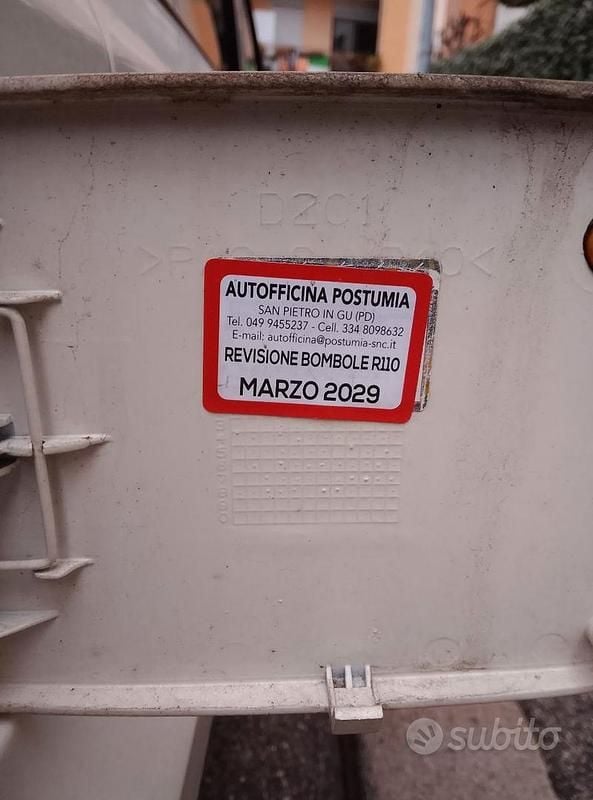 D2C1
AUTOFFICINA POSTUMIA
SAN PIETRO IN GU (PD)
Tel. 049 9455237 - Cell. 334 8098632
E-mail: autofficina@postumia-snc.it
REVISIONE BOMBOLE R110
MARZO 2029
subito